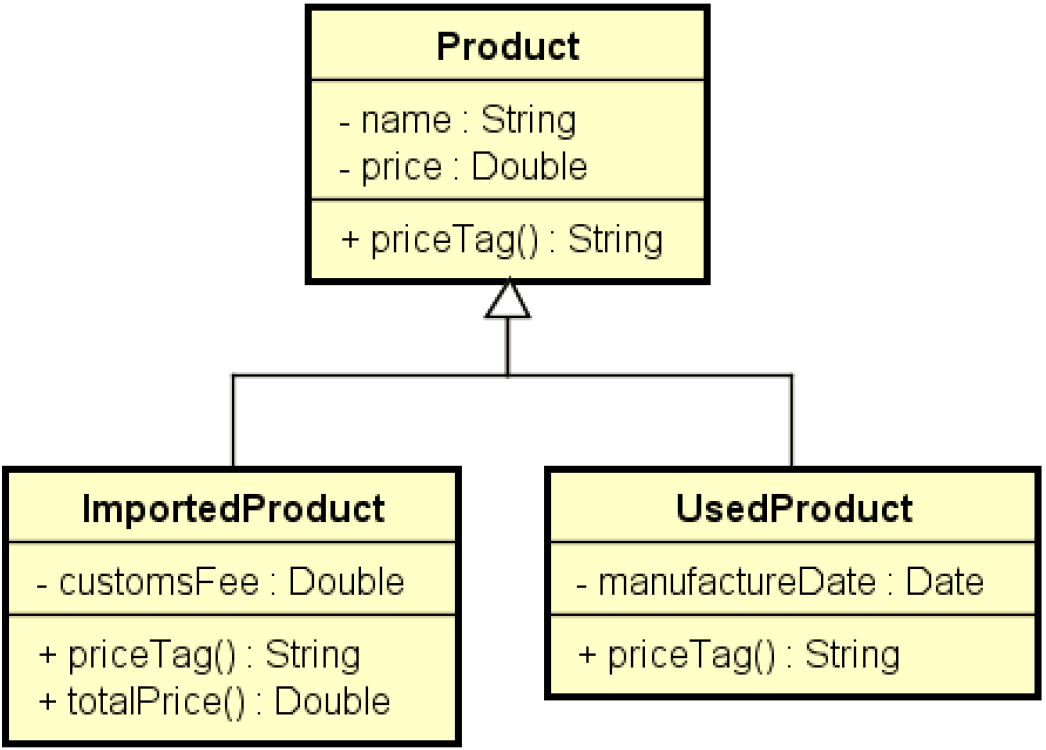 Product
- name : String
- price : Double
+ priceTag() : String
ImportedProduct
- customsFee : Double
+ priceTag() : String
+ totalPrice() : Double
UsedProduct
- manufactureDate : Date
+ priceTag() : String